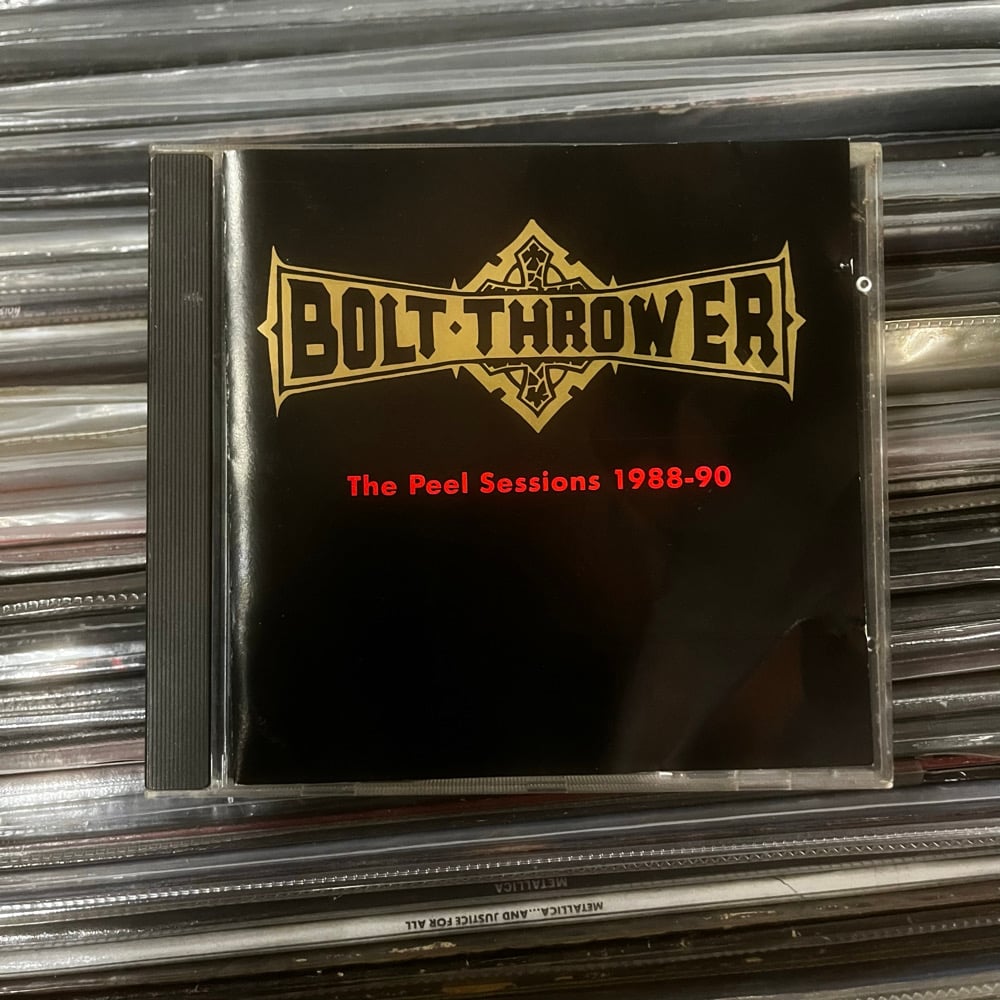 BOLT·THROWER
The Peel Sessions 1988-90
METALLICA
METALLICA...AND JUSTICE FOR ALL